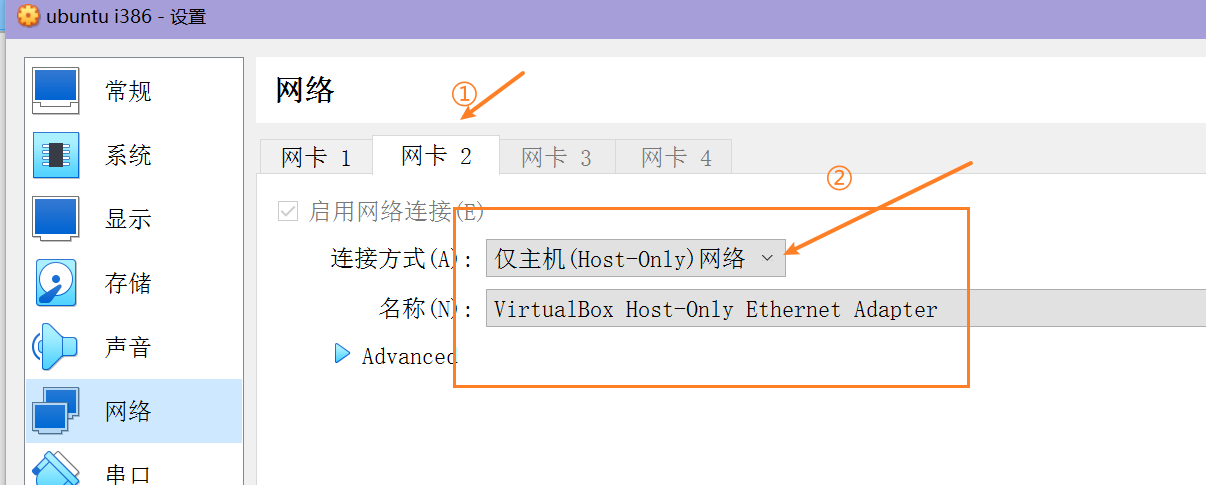 ubuntu i386 - 设置
常规
系统
显示
存储
声音
网络
串口
网络
①
网卡 1
网卡 2
网卡 3
网卡 4
②
启用网络连接(E)
连接方式(A):
仅主机(Host-Only)网络
名称(N):
VirtualBox Host-Only Ethernet Adapter
Advanced